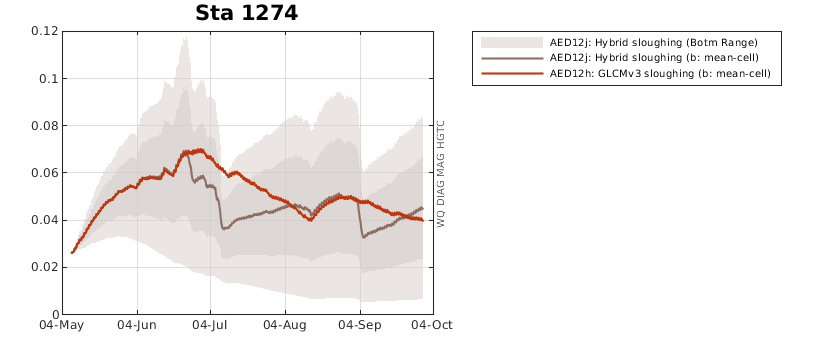 Sta 1274
0.12
0.1
0.08
0.06
0.04
0.02
0
04-May
04-Jun
04-Jul
04-Aug
04-Sep
04-Oct
WQ DIAG MAG HGTC
AED12j: Hybrid sloughing (Botm Range)
AED12j: Hybrid sloughing (b: mean-cell)
AED12h: GLCMv3 sloughing (b: mean-cell)